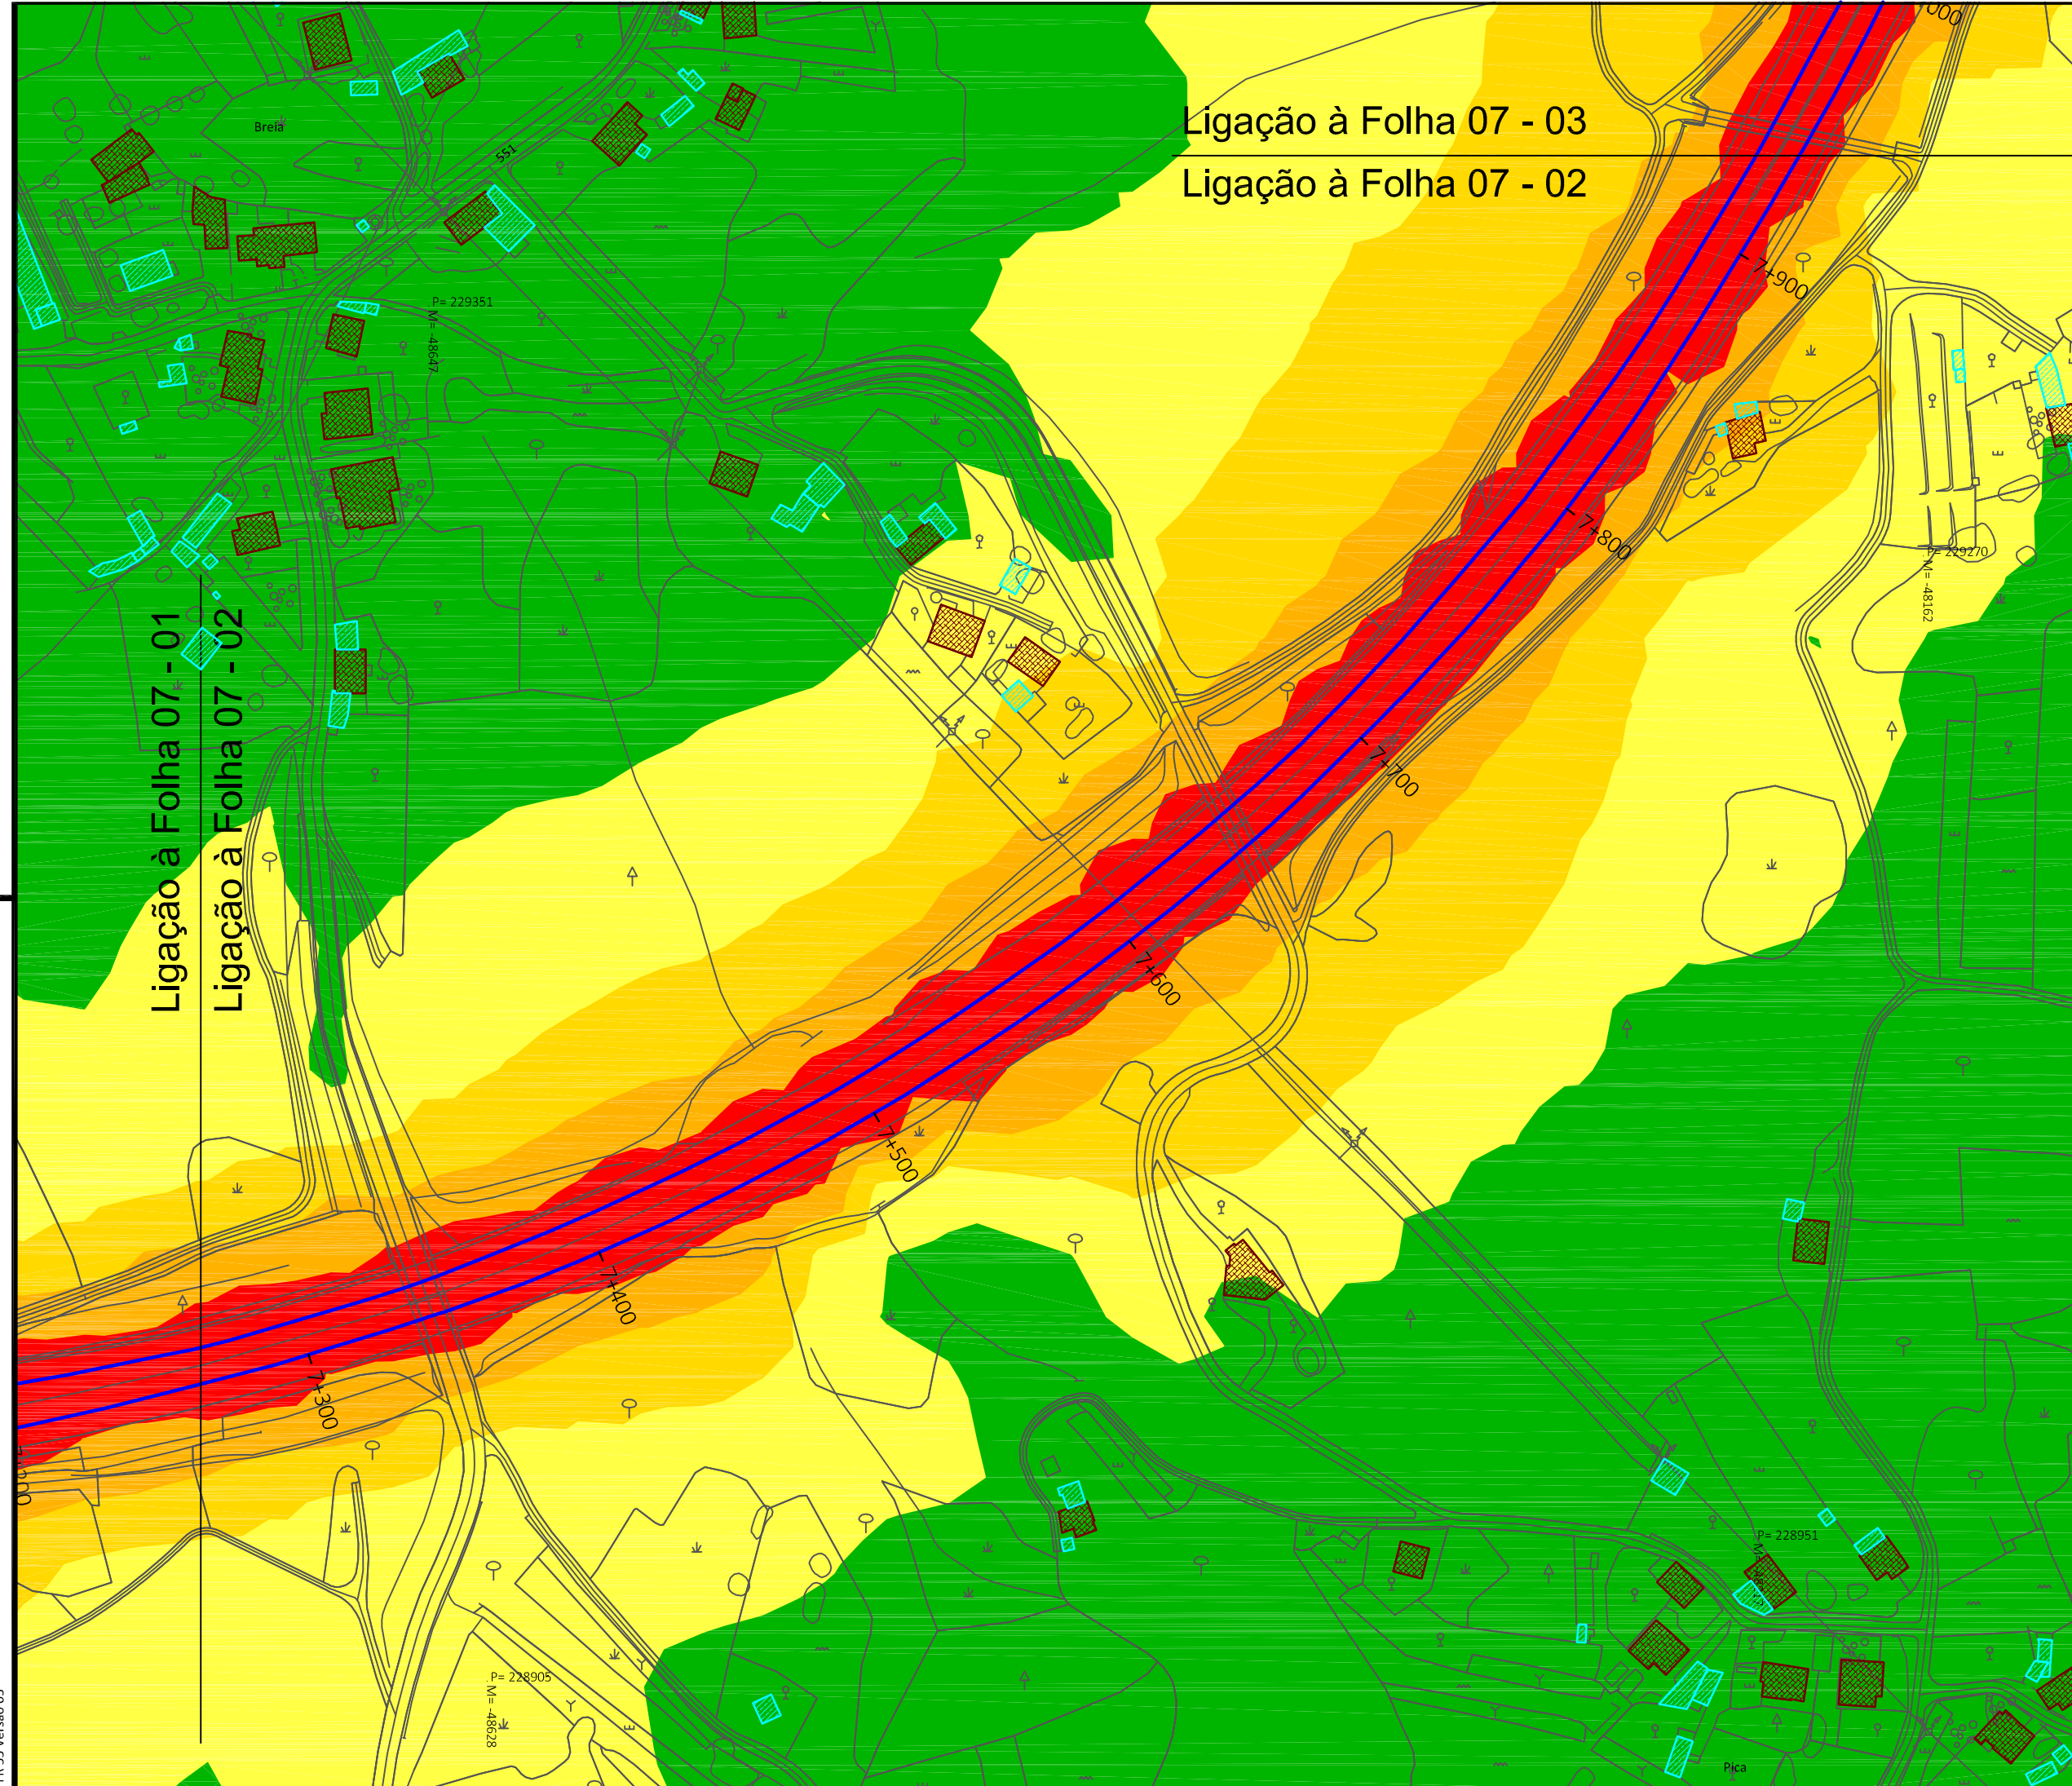 000
Ligação à Folha 07 - 03
Ligação à Folha 07 - 02
Breia
551
7+900
P= 229351
M= -48647
7+800
P= 229270
M= -48162
Ligação à Folha 07 - 01
Ligação à Folha 07 - 02
7+700
7+600
7+500
7+400
7+300
P= 228951
P= 228905
M= -48628
Pica